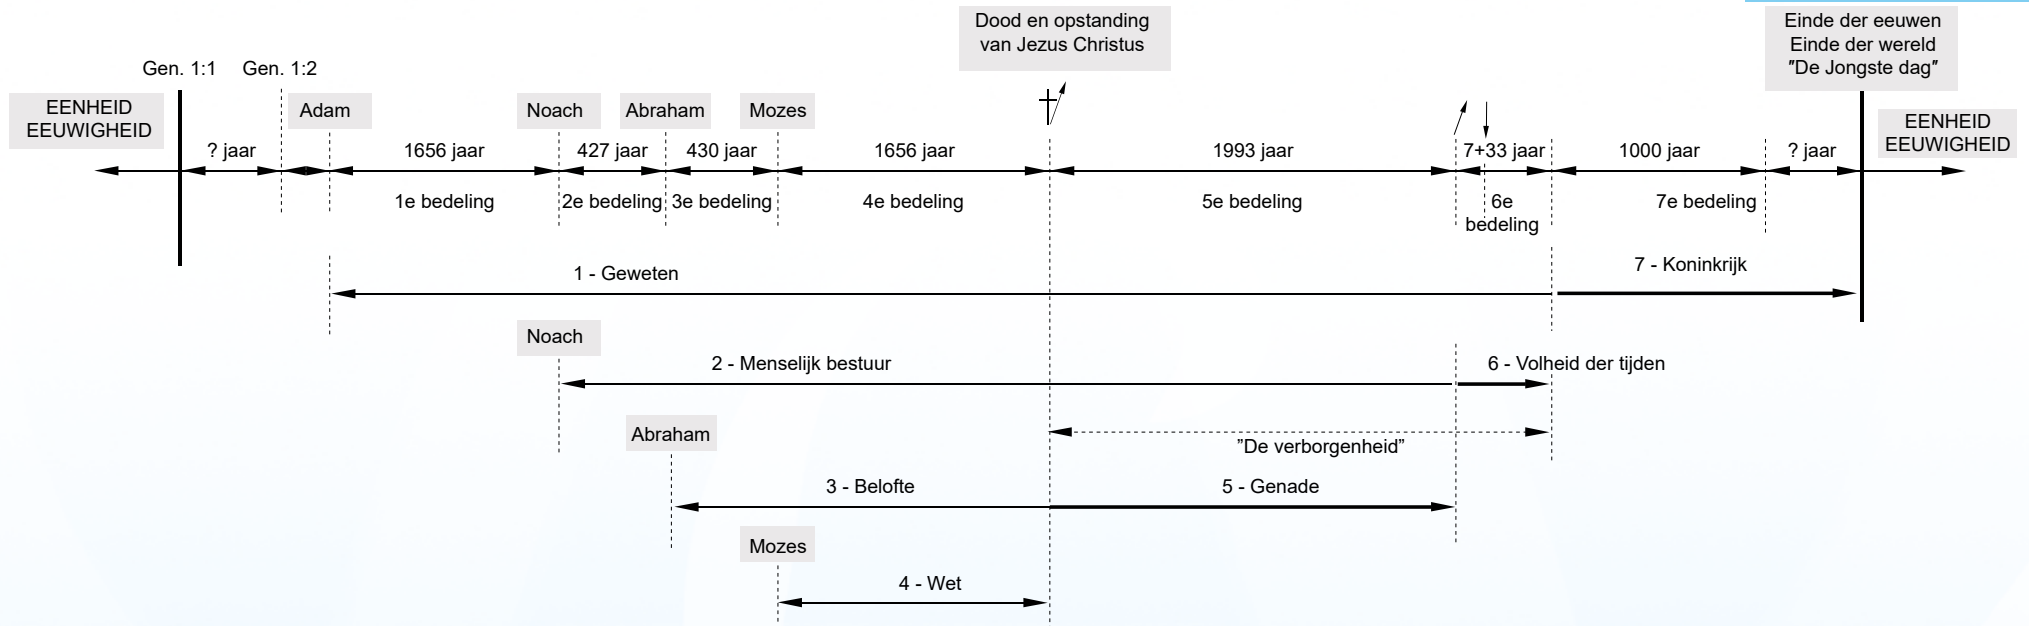 Dood en opstanding
van Jezus Christus
Einde der eeuwen
Einde der wereld
"De Jongste dag"
Gen. 1:1 Gen. 1:2
EENHEID
EEUWIGHEID
Adam
Noach
Abraham
Mozes
EENHEID
EEUWIGHEID
? jaar
1656 jaar
427 jaar
430 jaar
1656 jaar
1993 jaar
7+33 jaar
1000 jaar
? jaar
1e bedeling
2e bedeling
3e bedeling
4e bedeling
5e bedeling
6e
bedeling
7e bedeling
1 - Geweten
7 - Koninkrijk
Noach
2 - Menselijk bestuur
6 - Volheid der tijden
Abraham
”De verborgenheid”
3 - Belofte
5 - Genade
Mozes
4 - Wet